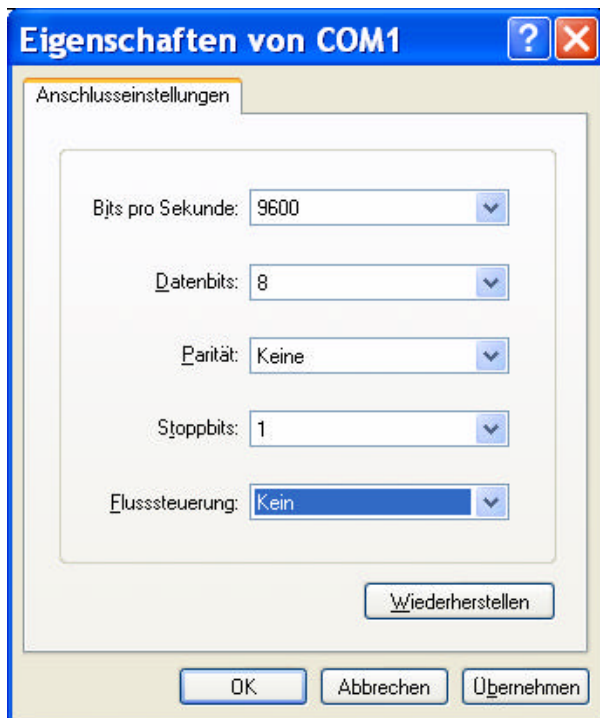 Eigenschaften von COM1
?
Anschlusseinstellungen
Bits pro Sekunde: 9600
Datenbits: 8
Parität: Keine
Stoppbits: 1
Flusssteuerung: Kein
Wiederherstellen
OK Abbrechen Übernehmen